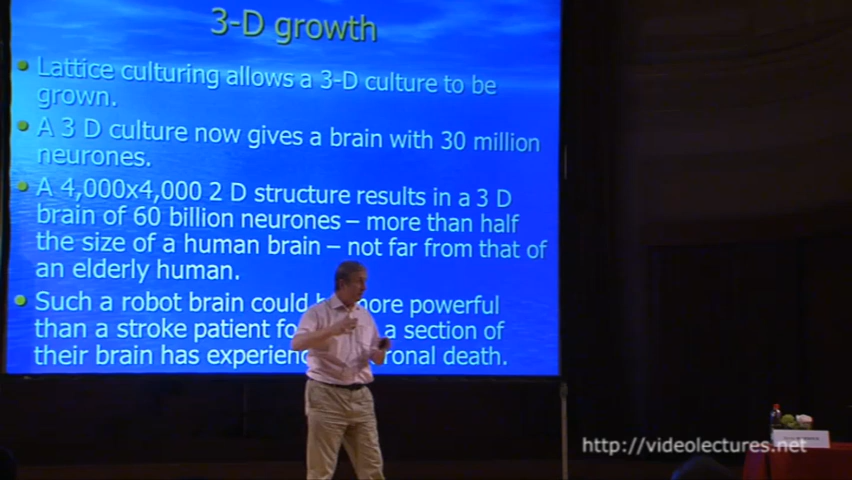 3-D growth
Lattice culturing allows a 3-D culture to be
grown.
A 3 D culture now gives a brain with 30 million
neurones.
A 4,000x4,000 2 D structure results in a 3 D
brain of 60 billion neurones – more than half
the size of a human brain – not far from that of
an elderly human.
Such a robot brain could more powerful
than a stroke patient a section of
their brain has death.
http://videolectures.net